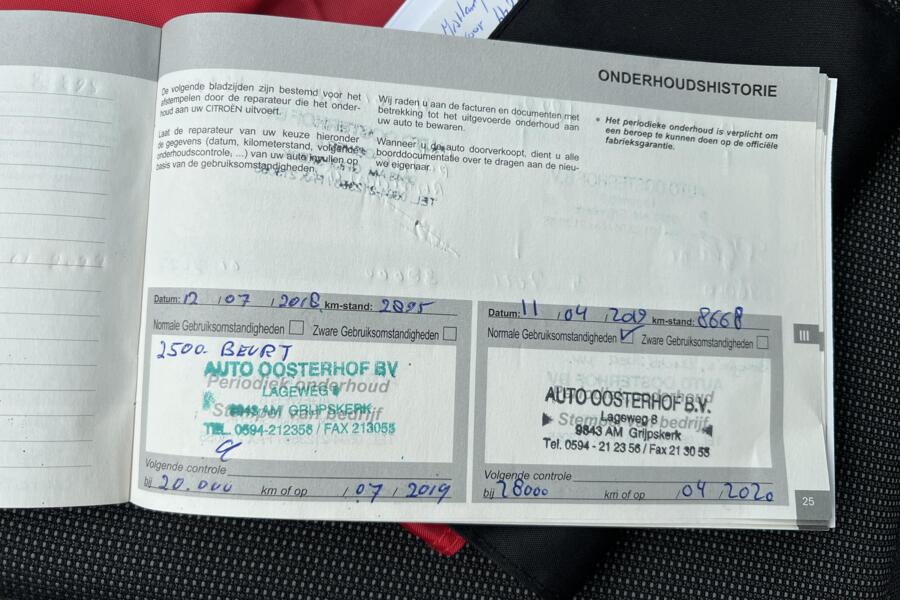 ONDERHOUDSHISTORIE
De volgende bladzijden zijn bestemd voor het
afstempelen door de reparateur die het onder-
houd aan uw CITROËN uitvoert.
Laat de reparateur van uw keuze hieronder
de gegevens (datum, kilometerstand, volgende
onderhoudscontrole, ...) van uw auto invullen op
basis van de gebruiksomstandigheden.
Wij raden u aan de facturen en documenten met
betrekking tot het uitgevoerde onderhoud aan
uw auto te bewaren.
Wanneer u de auto doorverkoopt, dient u alle
boorddocumentatie over te dragen aan de nieu-
we eigenaar.
• Het periodieke onderhoud is verplicht om
een beroep te kunnen doen op de officiële
fabrieksgarantie.
Datum: 12 / 07 / 2018 km-stand: 2895
Normale Gebruiksomstandigheden Zware Gebruiksomstandigheden
2500. BEURT
AUTO OOSTERHOF BV
Periodiek onderhoud
LAGEWEG 8
9843 AM GRIJPSKERK
Stempel van bedrijf
TEL. 0594-212356 / FAX 213055
Volgende controle
bij 20.000 km of op / 07 / 2019
Datum: 11 / 04 / 2019 km-stand: 8668
Normale Gebruiksomstandigheden Zware Gebruiksomstandigheden
AUTO OOSTERHOF B.V.
Lageweg 8
Stempel van bedrijf
9843 AM Grijpskerk
Tel. 0594 - 21 23 56 / Fax 21 30 55
Volgende controle
bij 28000 km of op / 04 / 2020
III
25